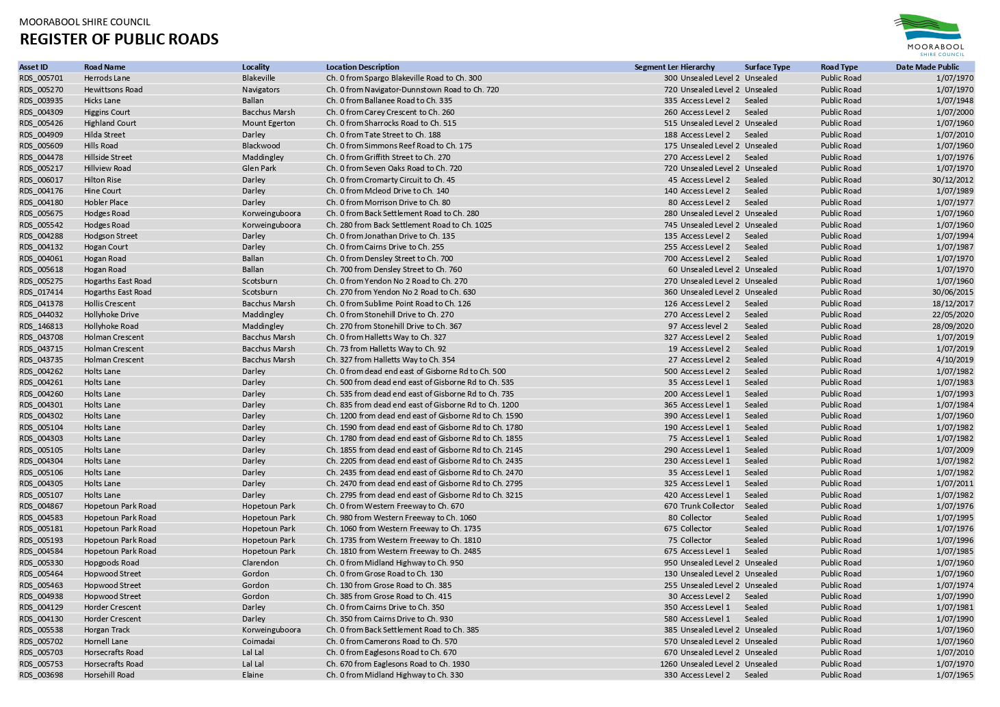 MOORABOOL SHIRE COUNCIL
REGISTER OF PUBLIC ROADS
MOORABOOL
SHIRE COUNCIL
Asset ID Road Name Locality Location Description Segment Len Hierarchy Surface Type Road Type Date Made Public
RDS_005701 Herrods Lane Blakeville Ch. 0 from Spargo Blakeville Road to Ch. 300 300 Unsealed Level 2 Unsealed Public Road 1/07/1970
RDS_005270 Hewittsons Road Navigators Ch. 0 from Navigator-Dunnstown Road to Ch. 720 720 Unsealed Level 2 Unsealed Public Road 1/07/1970
RDS_003935 Hicks Lane Ballan Ch. 0 from Ballanee Road to Ch. 335 335 Access Level 2 Sealed Public Road 1/07/1948
RDS_004309 Higgins Court Bacchus Marsh Ch. 0 from Carey Crescent to Ch. 260 260 Access Level 2 Sealed Public Road 1/07/2000
RDS_005426 Highland Court Mount Egerton Ch. 0 from Sharrocks Road to Ch. 515 515 Unsealed Level 2 Unsealed Public Road 1/07/1960
RDS_004909 Hilda Street Darley Ch. 0 from Tate Street to Ch. 188 188 Access Level 2 Sealed Public Road 1/07/2010
RDS_005609 Hills Road Blackwood Ch. 0 from Simmons Reef Road to Ch. 175 175 Unsealed Level 2 Unsealed Public Road 1/07/1960
RDS_004478 Hillside Street Maddingley Ch. 0 from Griffith Street to Ch. 270 270 Access Level 2 Sealed Public Road 1/07/1976
RDS_005217 Hillview Road Glen Park Ch. 0 from Seven Oaks Road to Ch. 720 720 Unsealed Level 2 Unsealed Public Road 1/07/1970
RDS_006017 Hilton Rise Darley Ch. 0 from Cromarty Circuit to Ch. 45 45 Access Level 2 Sealed Public Road 30/12/2012
RDS_004176 Hine Court Darley Ch. 0 from Mcleod Drive to Ch. 140 140 Access Level 2 Sealed Public Road 1/07/1989
RDS_004180 Hobler Place Darley Ch. 0 from Morrison Drive to Ch. 80 80 Access Level 2 Sealed Public Road 1/07/1977
RDS_005675 Hodges Road Korweinguboora Ch. 0 from Back Settlement Road to Ch. 280 280 Unsealed Level 2 Unsealed Public Road 1/07/1960
RDS_005542 Hodges Road Korweinguboora Ch. 280 from Back Settlement Road to Ch. 1025 745 Unsealed Level 2 Unsealed Public Road 1/07/1960
RDS_004288 Hodgson Street Darley Ch. 0 from Jonathan Drive to Ch. 135 135 Access Level 2 Sealed Public Road 1/07/1994
RDS_004132 Hogan Court Darley Ch. 0 from Cairns Drive to Ch. 255 255 Access Level 2 Sealed Public Road 1/07/1987
RDS_004061 Hogan Road Ballan Ch. 0 from Densley Street to Ch. 700 700 Access Level 2 Sealed Public Road 1/07/1970
RDS_005618 Hogan Road Ballan Ch. 700 from Densley Street to Ch. 760 60 Unsealed Level 2 Unsealed Public Road 1/07/1970
RDS_005275 Hogarths East Road Scotsburn Ch. 0 from Yendon No 2 Road to Ch. 270 270 Unsealed Level 2 Unsealed Public Road 1/07/1960
RDS_017414 Hogarths East Road Scotsburn Ch. 270 from Yendon No 2 Road to Ch. 630 360 Unsealed Level 2 Unsealed Public Road 30/06/2015
RDS_041378 Hollis Crescent Bacchus Marsh Ch. 0 from Sublime Point Road to Ch. 126 126 Access Level 2 Sealed Public Road 18/12/2017
RDS_044032 Hollyhoke Drive Maddingley Ch. 0 from Stonehill Drive to Ch. 270 270 Access Level 2 Sealed Public Road 22/05/2020
RDS_146813 Hollyhoke Road Maddingley Ch. 270 from Stonehill Drive to Ch. 367 97 Access level 2 Sealed Public Road 28/09/2020
RDS_043708 Holman Crescent Bacchus Marsh Ch. 0 from Halletts Way to Ch. 327 327 Access Level 2 Sealed Public Road 1/07/2019
RDS_043715 Holman Crescent Bacchus Marsh Ch. 73 from Halletts Way to Ch. 92 19 Access Level 2 Sealed Public Road 1/07/2019
RDS_043735 Holman Crescent Bacchus Marsh Ch. 327 from Halletts Way to Ch. 354 27 Access Level 2 Sealed Public Road 4/10/2019
RDS_004262 Holts Lane Darley Ch. 0 from dead end east of Gisborne Rd to Ch. 500 500 Access Level 2 Sealed Public Road 1/07/1982
RDS_004261 Holts Lane Darley Ch. 500 from dead end east of Gisborne Rd to Ch. 535 35 Access Level 1 Sealed Public Road 1/07/1983
RDS_004260 Holts Lane Darley Ch. 535 from dead end east of Gisborne Rd to Ch. 735 200 Access Level 1 Sealed Public Road 1/07/1993
RDS_004301 Holts Lane Darley Ch. 835 from dead end east of Gisborne Rd to Ch. 1200 365 Access Level 1 Sealed Public Road 1/07/1984
RDS_004302 Holts Lane Darley Ch. 1200 from dead end east of Gisborne Rd to Ch. 1590 390 Access Level 1 Sealed Public Road 1/07/1960
RDS_005104 Holts Lane Darley Ch. 1590 from dead end east of Gisborne Rd to Ch. 1780 190 Access Level 1 Sealed Public Road 1/07/1982
RDS_004303 Holts Lane Darley Ch. 1780 from dead end east of Gisborne Rd to Ch. 1855 75 Access Level 1 Sealed Public Road 1/07/1982
RDS_005105 Holts Lane Darley Ch. 1855 from dead end east of Gisborne Rd to Ch. 2145 290 Access Level 1 Sealed Public Road 1/07/2009
RDS_004304 Holts Lane Darley Ch. 2205 from dead end east of Gisborne Rd to Ch. 2435 230 Access Level 1 Sealed Public Road 1/07/1982
RDS_005106 Holts Lane Darley Ch. 2435 from dead end east of Gisborne Rd to Ch. 2470 35 Access Level 1 Sealed Public Road 1/07/1982
RDS_004305 Holts Lane Darley Ch. 2470 from dead end east of Gisborne Rd to Ch. 2795 325 Access Level 1 Sealed Public Road 1/07/2011
RDS_005107 Holts Lane Darley Ch. 2795 from dead end east of Gisborne Rd to Ch. 3215 420 Access Level 1 Sealed Public Road 1/07/1982
RDS_004867 Hopetoun Park Road Hopetoun Park Ch. 0 from Western Freeway to Ch. 670 670 Trunk Collector Sealed Public Road 1/07/1976
RDS_004583 Hopetoun Park Road Hopetoun Park Ch. 980 from Western Freeway to Ch. 1060 80 Collector Sealed Public Road 1/07/1995
RDS_005181 Hopetoun Park Road Hopetoun Park Ch. 1060 from Western Freeway to Ch. 1735 675 Collector Sealed Public Road 1/07/1976
RDS_005193 Hopetoun Park Road Hopetoun Park Ch. 1735 from Western Freeway to Ch. 1810 75 Collector Sealed Public Road 1/07/1996
RDS_004584 Hopetoun Park Road Hopetoun Park Ch. 1810 from Western Freeway to Ch. 2485 675 Access Level 1 Sealed Public Road 1/07/1985
RDS_005330 Hopgoods Road Clarendon Ch. 0 from Midland Highway to Ch. 950 950 Unsealed Level 2 Unsealed Public Road 1/07/1960
RDS_005464 Hopwood Street Gordon Ch. 0 from Grose Road to Ch. 130 130 Unsealed Level 2 Unsealed Public Road 1/07/1960
RDS_005463 Hopwood Street Gordon Ch. 130 from Grose Road to Ch. 385 255 Unsealed Level 2 Unsealed Public Road 1/07/1974
RDS_004938 Hopwood Street Gordon Ch. 385 from Grose Road to Ch. 415 30 Access Level 2 Sealed Public Road 1/07/1990
RDS_004129 Horder Crescent Darley Ch. 0 from Cairns Drive to Ch. 350 350 Access Level 1 Sealed Public Road 1/07/1981
RDS_004130 Horder Crescent Darley Ch. 350 from Cairns Drive to Ch. 930 580 Access Level 1 Sealed Public Road 1/07/1990
RDS_005538 Horgan Track Korweinguboora Ch. 0 from Back Settlement Road to Ch. 385 385 Unsealed Level 2 Unsealed Public Road 1/07/1960
RDS_005702 Hornell Lane Coimadai Ch. 0 from Camerons Road to Ch. 570 570 Unsealed Level 2 Unsealed Public Road 1/07/1960
RDS_005703 Horsecrafts Road Lal Lal Ch. 0 from Eaglesons Road to Ch. 670 670 Unsealed Level 2 Unsealed Public Road 1/07/2010
RDS_005753 Horsecrafts Road Lal Lal Ch. 670 from Eaglesons Road to Ch. 1930 1260 Unsealed Level 2 Unsealed Public Road 1/07/1970
RDS_003698 Horsehill Road Elaine Ch. 0 from Midland Highway to Ch. 330 330 Access Level 2 Sealed Public Road 1/07/1965